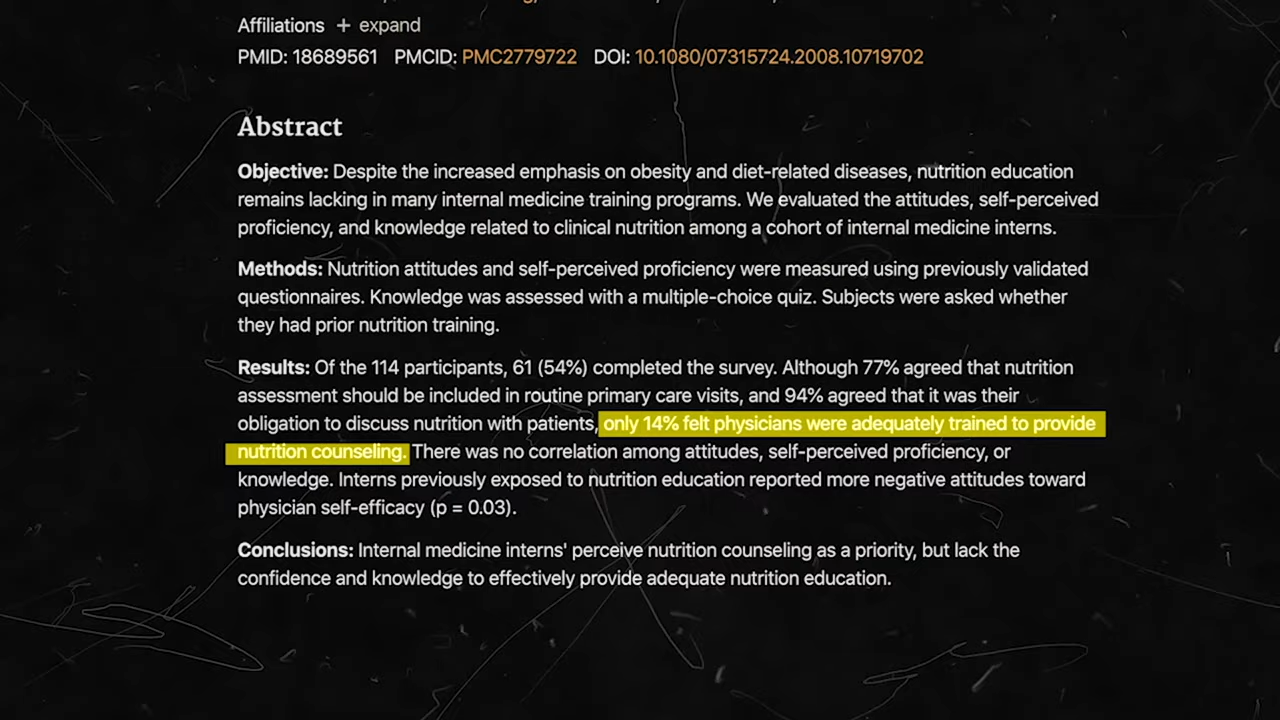 Affiliations + expand
PMID: 18689561 PMCID: PMC2779722 DOI: 10.1080/07315724.2008.10719702
Abstract
Objective: Despite the increased emphasis on obesity and diet-related diseases, nutrition education
remains lacking in many internal medicine training programs. We evaluated the attitudes, self-perceived
proficiency, and knowledge related to clinical nutrition among a cohort of internal medicine interns.
Methods: Nutrition attitudes and self-perceived proficiency were measured using previously validated
questionnaires. Knowledge was assessed with a multiple-choice quiz. Subjects were asked whether
they had prior nutrition training.
Results: Of the 114 participants, 61 (54%) completed the survey. Although 77% agreed that nutrition
assessment should be included in routine primary care visits, and 94% agreed that it was their
obligation to discuss nutrition with patients, only 14% felt physicians were adequately trained to provide
nutrition counseling. There was no correlation among attitudes, self-perceived proficiency, or
knowledge. Interns previously exposed to nutrition education reported more negative attitudes toward
physician self-efficacy (p = 0.03).
Conclusions: Internal medicine interns' perceive nutrition counseling as a priority, but lack the
confidence and knowledge to effectively provide adequate nutrition education.